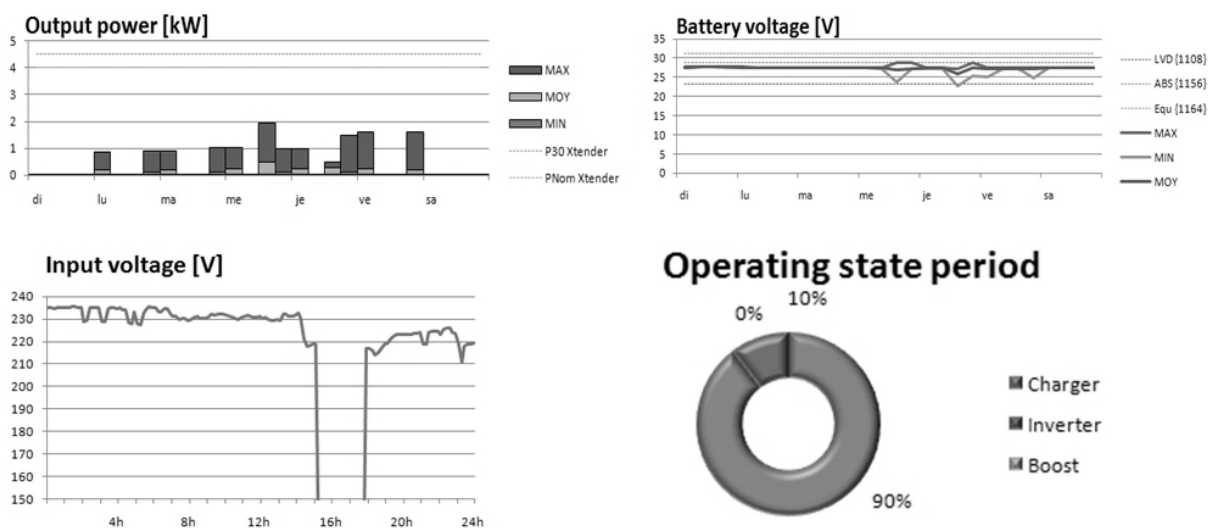 Output power [kW]
5
4
3
2
1
0
di lu ma me je ve sa
MAX
MOY
MIN
P30 Xtender
PNom Xtender
Battery voltage [V]
35
30
25
20
15
10
5
0
di lu ma me je ve sa
LVD {1108}
ABS {1156}
Equ {1164}
MAX
MIN
MOY
Input voltage [V]
240
230
220
210
200
190
180
170
160
150
4h 8h 12h 16h 20h 24h
Operating state period
0% 10%
90%
Charger
Inverter
Boost